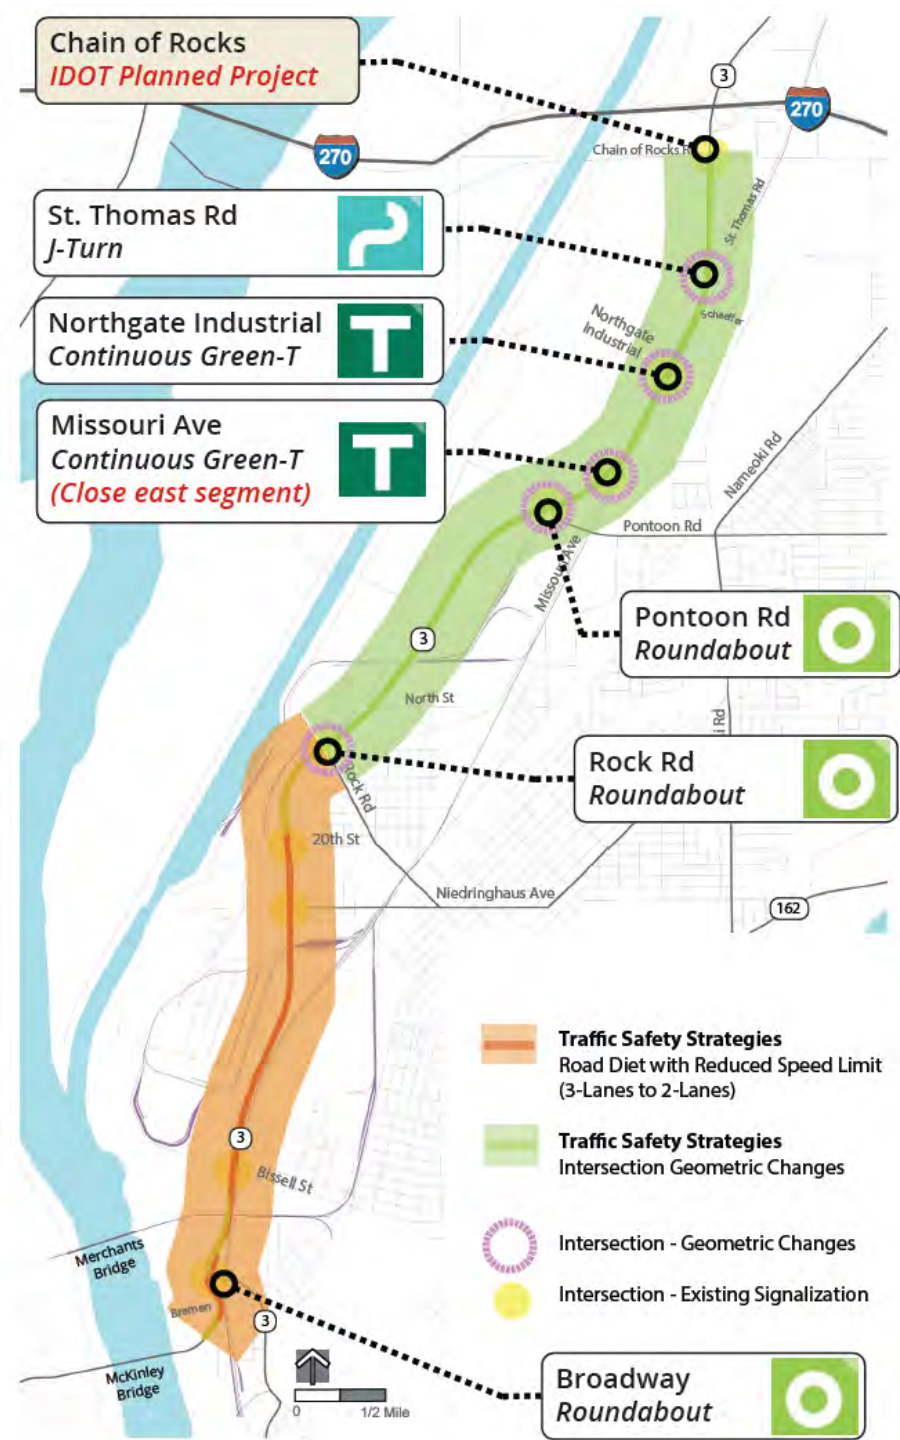 Chain of Rocks
IDOT Planned Project
3
270
270
Chain of Rocks R
St. Thomas Rd
J-Turn
St. Thomas Rd
Northgate Industrial
Continuous Green-T
T
Northgate
Industrial
Schaeffer
Missouri Ave
Continuous Green-T
(Close east segment)
T
Nameoki Rd
Pontoon Rd
Missouri Ave
Pontoon Rd
Roundabout
3
North St
i Rd
Rock Rd
Roundabout
Rock Rd
20th St
Niedringhaus Ave
162
Traffic Safety Strategies
Road Diet with Reduced Speed Limit
(3-Lanes to 2-Lanes)
3
Traffic Safety Strategies
Intersection Geometric Changes
Bissell St
Merchants
Bridge
Intersection - Geometric Changes
Intersection - Existing Signalization
Bremen
3
McKinley
Bridge
0 1/2 Mile
Broadway
Roundabout